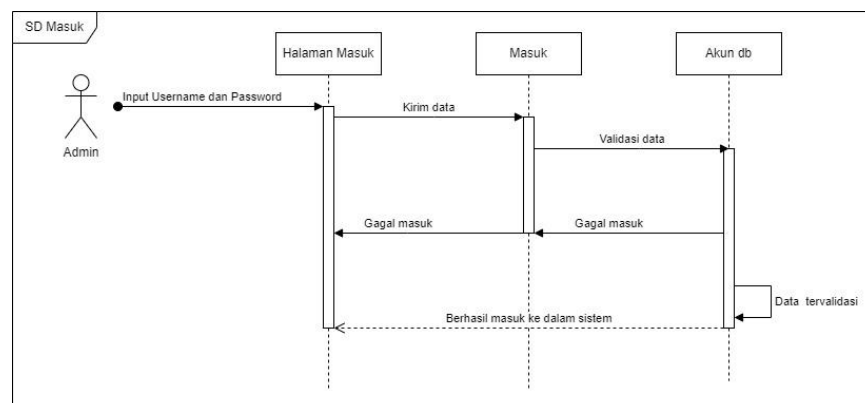 SD Masuk
Halaman Masuk
Masuk
Akun db
Input Username dan Password
Kirim data
Admin
Validasi data
Gagal masuk
Gagal masuk
Data tervalidasi
Berhasil masuk ke dalam sistem